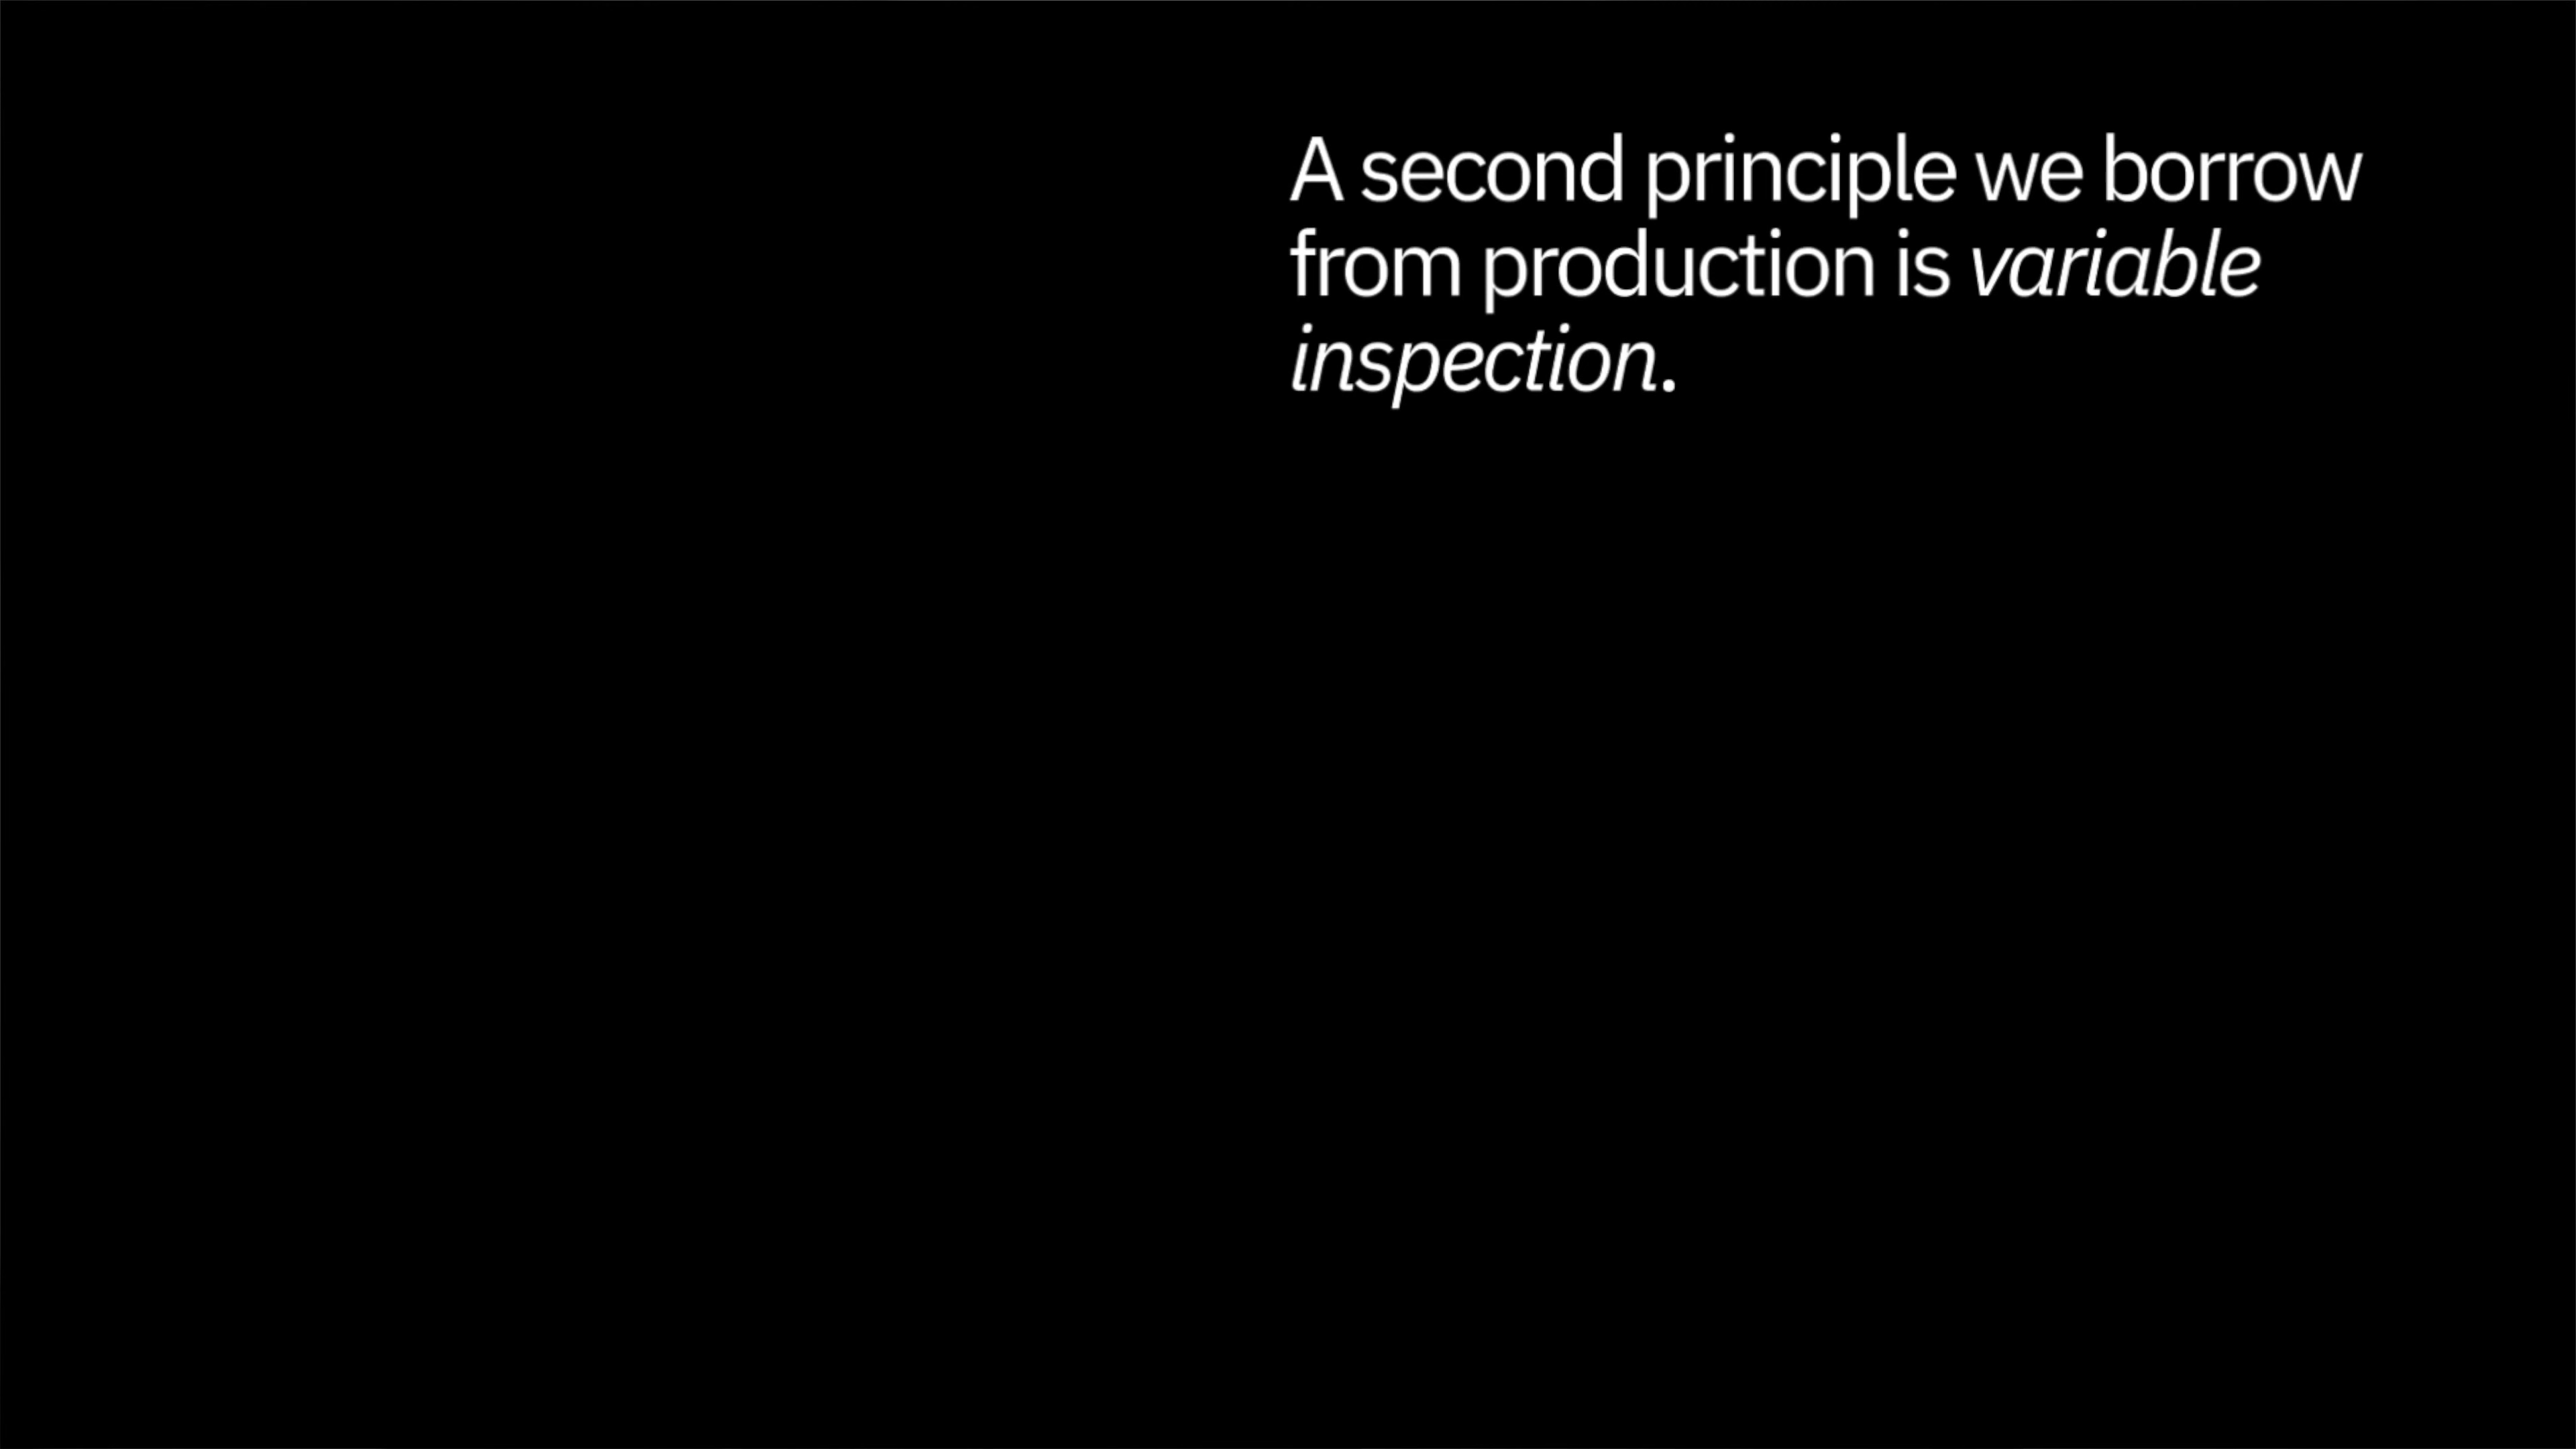 A second principle we borrow
from production is variable
inspection.